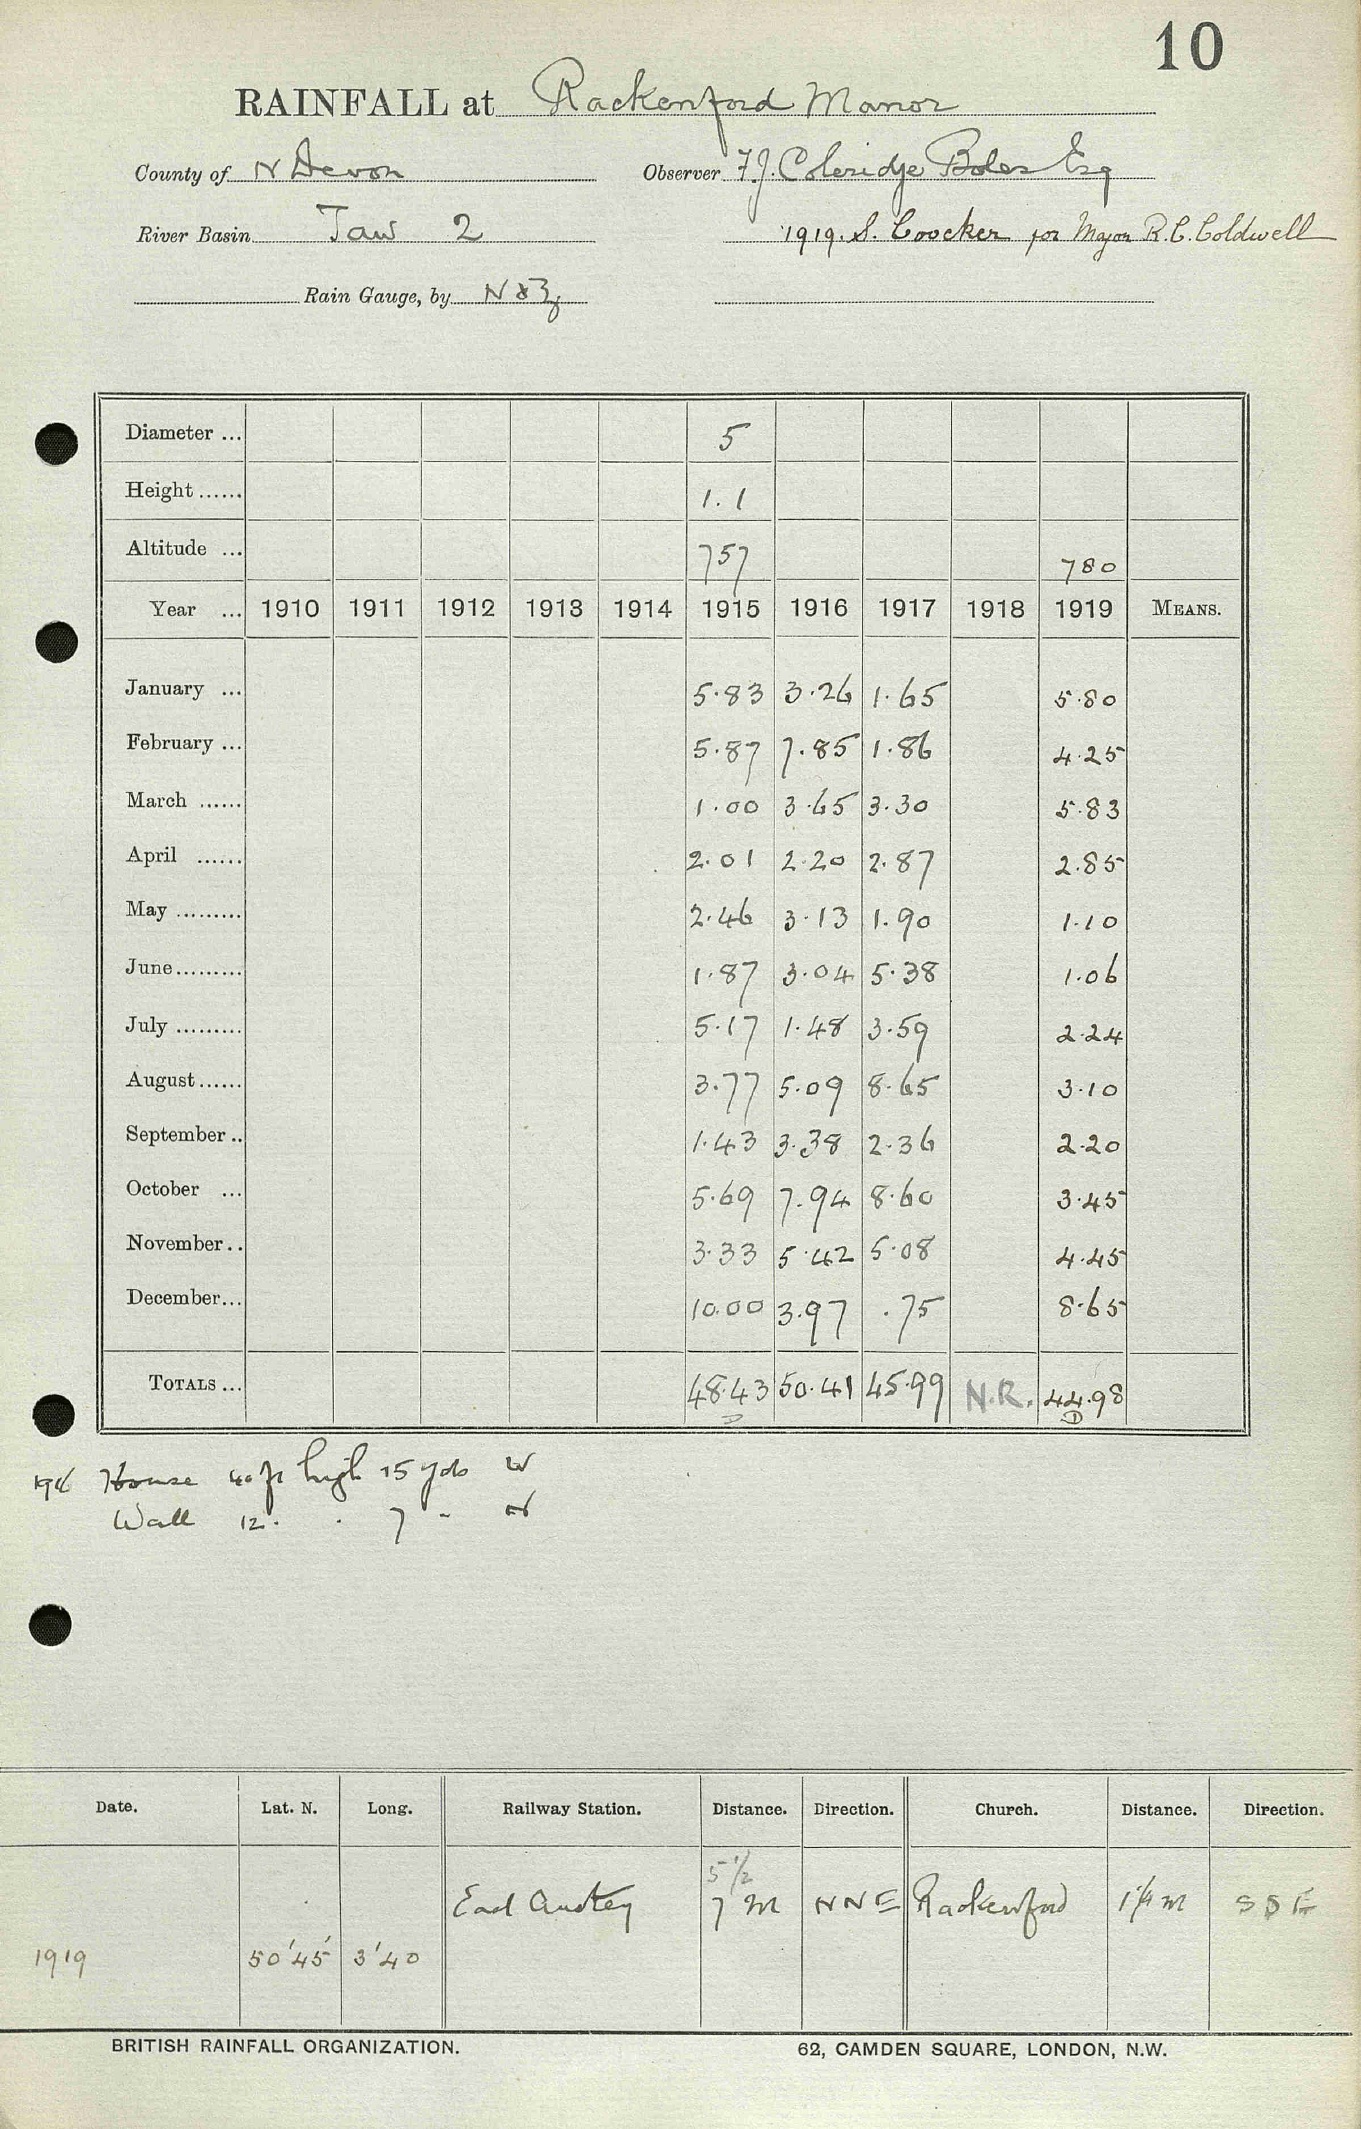 10
RAINFALL at Rackenford Manor
County of N Devon Observer F.J. Coleridge Boles Esq
River Basin Taw 2 1919. S. Coocker for Major R.C. Coldwell
Rain Gauge, by N & Z
Diameter ... 5
Height ...... 1.1
Altitude ... 757 780
Year ... 1910 1911 1912 1913 1914 1915 1916 1917 1918 1919 MEANS.
January ... 5.83 3.26 1.65 5.80
February ... 5.87 7.85 1.86 4.25
March ...... 1.00 3.65 3.30 5.83
April ...... 2.01 2.20 2.87 2.85
May ......... 2.46 3.13 1.90 1.10
June ......... 1.87 3.04 5.38 1.06
July ......... 5.17 1.48 3.59 2.24
August ...... 3.77 5.09 8.65 3.10
September .. 1.43 3.38 2.36 2.20
October ... 5.69 7.94 8.60 3.45
November .. 3.33 5.42 5.08 4.45
December ... 10.00 3.97 .75 8.65
TOTALS ... 48.43 50.41 45.99 N.R. 44.98
D D
House 40 ft high 15 yds W
Wall 12 . . 7 " N
Date. Lat. N. Long. Railway Station. Distance. Direction. Church. Distance. Direction.
5 1/2
East Anstey 7 m NNE Rackenford 1 1/4 m SSE
1919 50°45' 3°40
BRITISH RAINFALL ORGANIZATION. 62, CAMDEN SQUARE, LONDON, N.W.